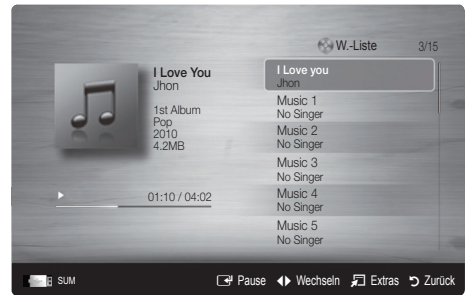 W.-Liste 3/15
I Love You
Jhon
1st Album
Pop
2010
4.2MB
01:10 / 04:02
I Love you
Jhon
Music 1
No Singer
Music 2
No Singer
Music 3
No Singer
Music 4
No Singer
Music 5
No Singer
SUM Pause Wechseln Extras Zurück